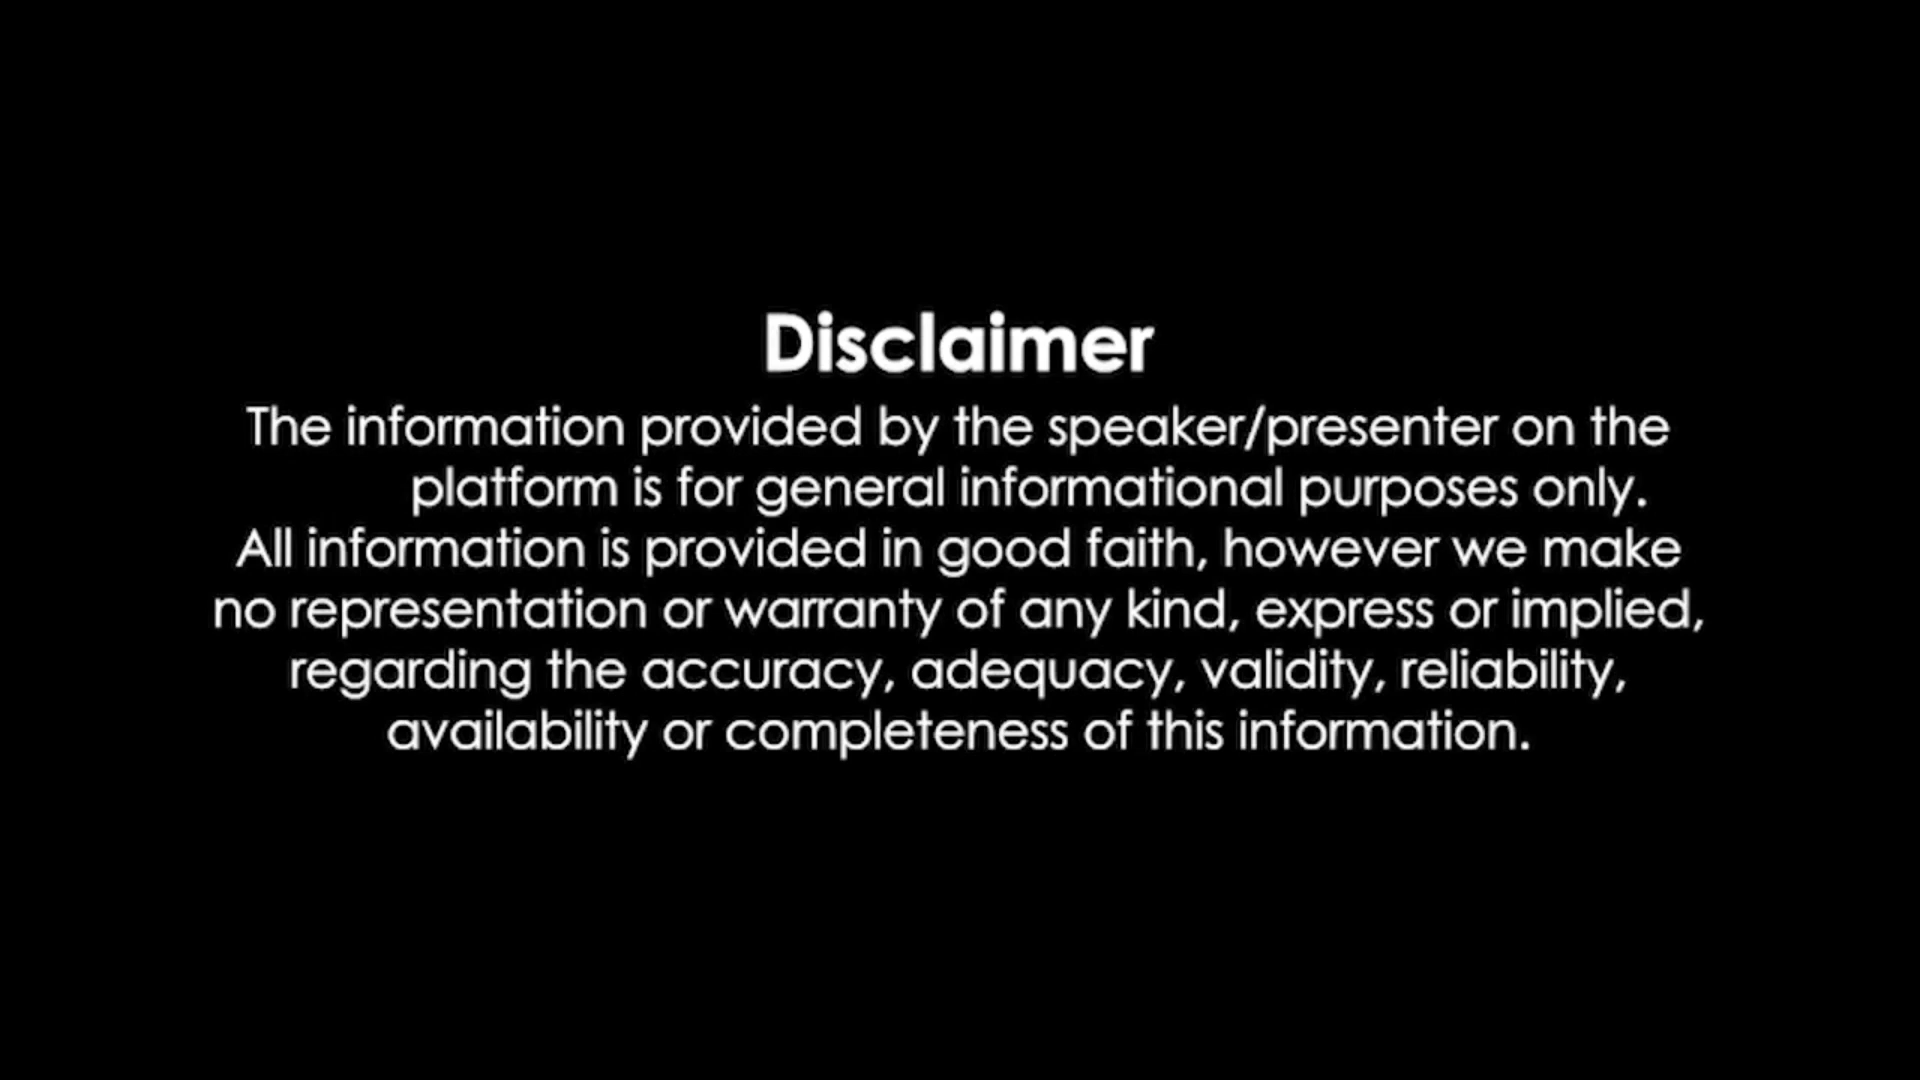 Disclaimer
The information provided by the speaker/presenter on the
platform is for general informational purposes only.
All information is provided in good faith, however we make
no representation or warranty of any kind, express or implied,
regarding the accuracy, adequacy, validity, reliability,
availability or completeness of this information.